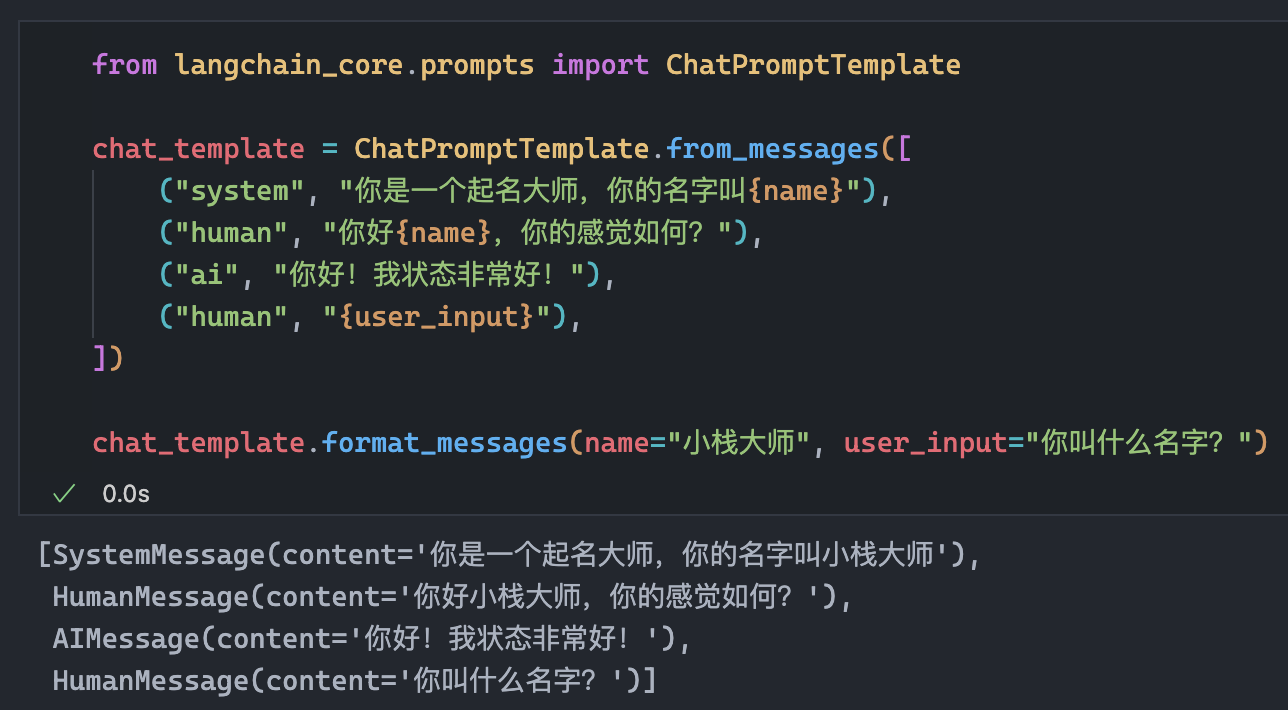 from langchain_core.prompts import ChatPromptTemplate
chat_template = ChatPromptTemplate.from_messages([
    ("system", "你是一个起名大师，你的名字叫{name}"),
    ("human", "你好{name}，你的感觉如何？"),
    ("ai", "你好！我状态非常好！"),
    ("human", "{user_input}"),
])
chat_template.format_messages(name="小栈大师", user_input="你叫什么名字？")
✓ 0.0s
[SystemMessage(content='你是一个起名大师，你的名字叫小栈大师'),
 HumanMessage(content='你好小栈大师，你的感觉如何？'),
 AIMessage(content='你好！我状态非常好！'),
 HumanMessage(content='你叫什么名字？')]